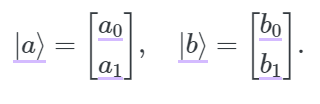 |a⟩ = [a₀ a₁], |b⟩ = [b₀ b₁].